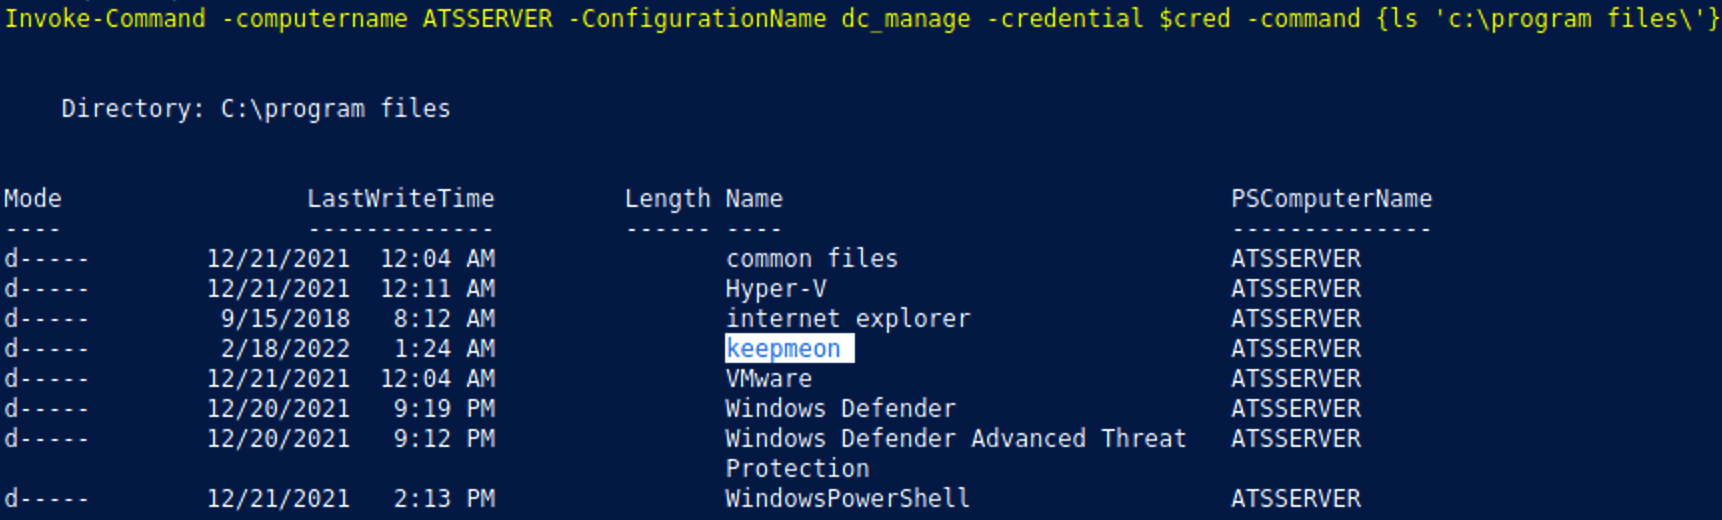 Invoke-Command -computername ATSSERVER -ConfigurationName dc_manage -credential $cred -command {ls 'c:\program files\'}
Directory: C:\program files
Mode LastWriteTime Length Name PSComputerName
---- ------------- ------ ---- --------------
d----- 12/21/2021 12:04 AM common files ATSSERVER
d----- 12/21/2021 12:11 AM Hyper-V ATSSERVER
d----- 9/15/2018 8:12 AM internet explorer ATSSERVER
d----- 2/18/2022 1:24 AM keepmeon ATSSERVER
d----- 12/21/2021 12:04 AM VMware ATSSERVER
d----- 12/20/2021 9:19 PM Windows Defender ATSSERVER
d----- 12/20/2021 9:12 PM Windows Defender Advanced Threat ATSSERVER
Protection
d----- 12/21/2021 2:13 PM WindowsPowerShell ATSSERVER